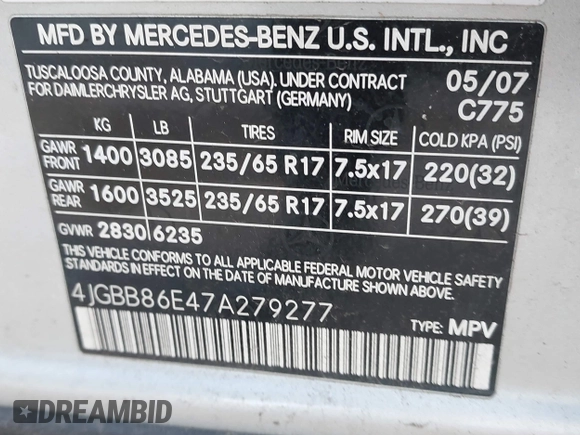 MFD BY MERCEDES-BENZ U.S. INTL., INC
TUSCALOOSA COUNTY, ALABAMA (USA). UNDER CONTRACT 05/07
FOR DAIMLERCHRYSLER AG, STUTTGART (GERMANY) C775
KG LB TIRES RIM SIZE COLD KPA (PSI)
GAWR FRONT 1400 3085 235/65 R17 7.5x17 220(32)
GAWR REAR 1600 3525 235/65 R17 7.5x17 270(39)
GVWR 2830 6235
THIS VEHICLE CONFORMS TO ALL APPLICABLE FEDERAL MOTOR VEHICLE SAFETY
STANDARDS IN EFFECT ON THE DATE OF MANUFACTURE SHOWN ABOVE.
4JGBB86E47A279277
TYPE: MPV
DREAMBID